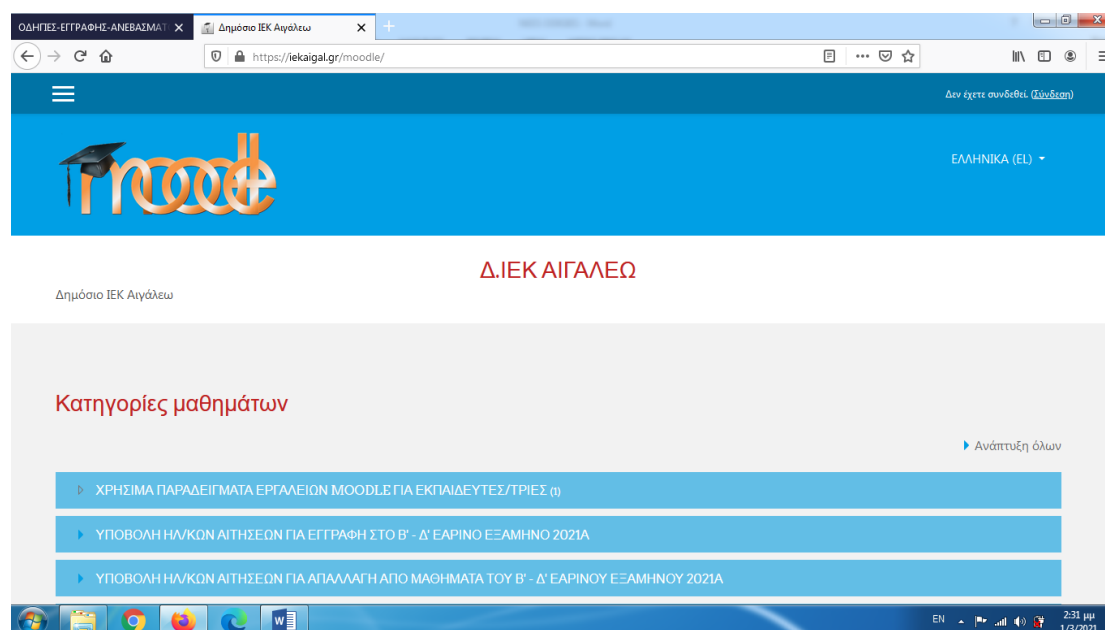 ΟΔΗΓΙΕΣ-ΕΓΓΡΑΦΗΣ-ΑΝΕΒΑΣΜΑΤ
Δημόσιο ΙΕΚ Αιγάλεω
https://iekaigal.gr/moodle/
Δεν έχετε συνδεθεί. (Σύνδεση)
moodle
ΕΛΛΗΝΙΚΑ (EL)
Δ.ΙΕΚ ΑΙΓΑΛΕΩ
Δημόσιο ΙΕΚ Αιγάλεω
Κατηγορίες μαθημάτων
Ανάπτυξη όλων
ΧΡΗΣΙΜΑ ΠΑΡΑΔΕΙΓΜΑΤΑ ΕΡΓΑΛΕΙΩΝ MOODLE ΓΙΑ ΕΚΠΑΙΔΕΥΤΕΣ/ΤΡΙΕΣ (1)
ΥΠΟΒΟΛΗ ΗΛ/ΚΩΝ ΑΙΤΗΣΕΩΝ ΓΙΑ ΕΓΓΡΑΦΗ ΣΤΟ Β' - Δ' ΕΑΡΙΝΟ ΕΞΑΜΗΝΟ 2021Α
ΥΠΟΒΟΛΗ ΗΛ/ΚΩΝ ΑΙΤΗΣΕΩΝ ΓΙΑ ΑΠΑΛΛΑΓΗ ΑΠΟ ΜΑΘΗΜΑΤΑ ΤΟΥ Β' - Δ' ΕΑΡΙΝΟΥ ΕΞΑΜΗΝΟΥ 2021Α
EN
2:31 μμ
1/3/2021